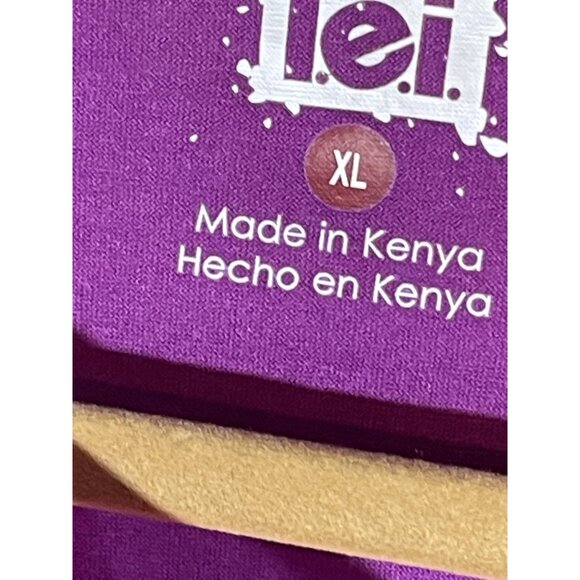 l.e.i.
XL
Made in Kenya
Hecho en Kenya